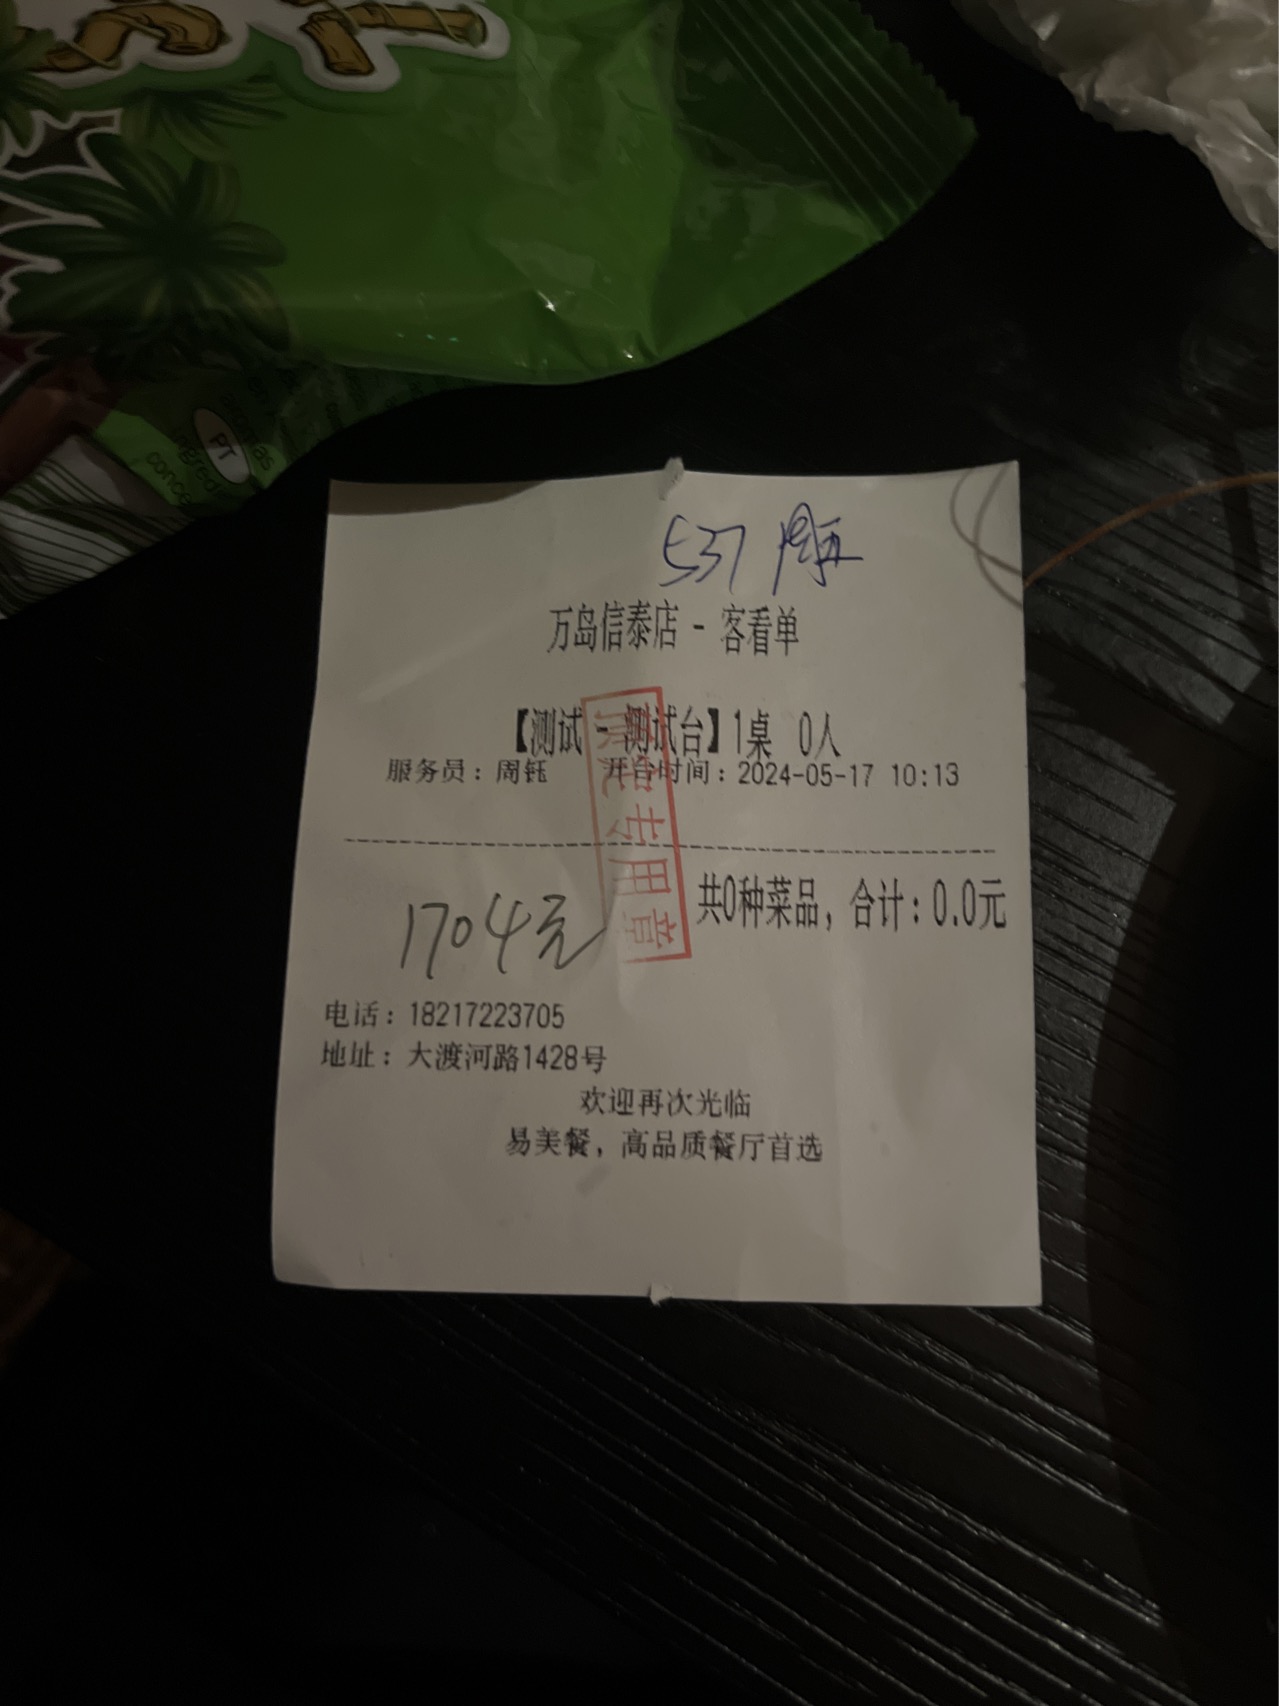 PT
537
万岛信泰店 - 客看单
【测试 - 测试台】1桌 0人
服务员：周钰 开台时间：2024-05-17 10:13
专用章
共0种菜品，合计：0.0元
1704元
电话：18217223705
地址：大渡河路1428号
欢迎再次光临
易美餐，高品质餐厅首选